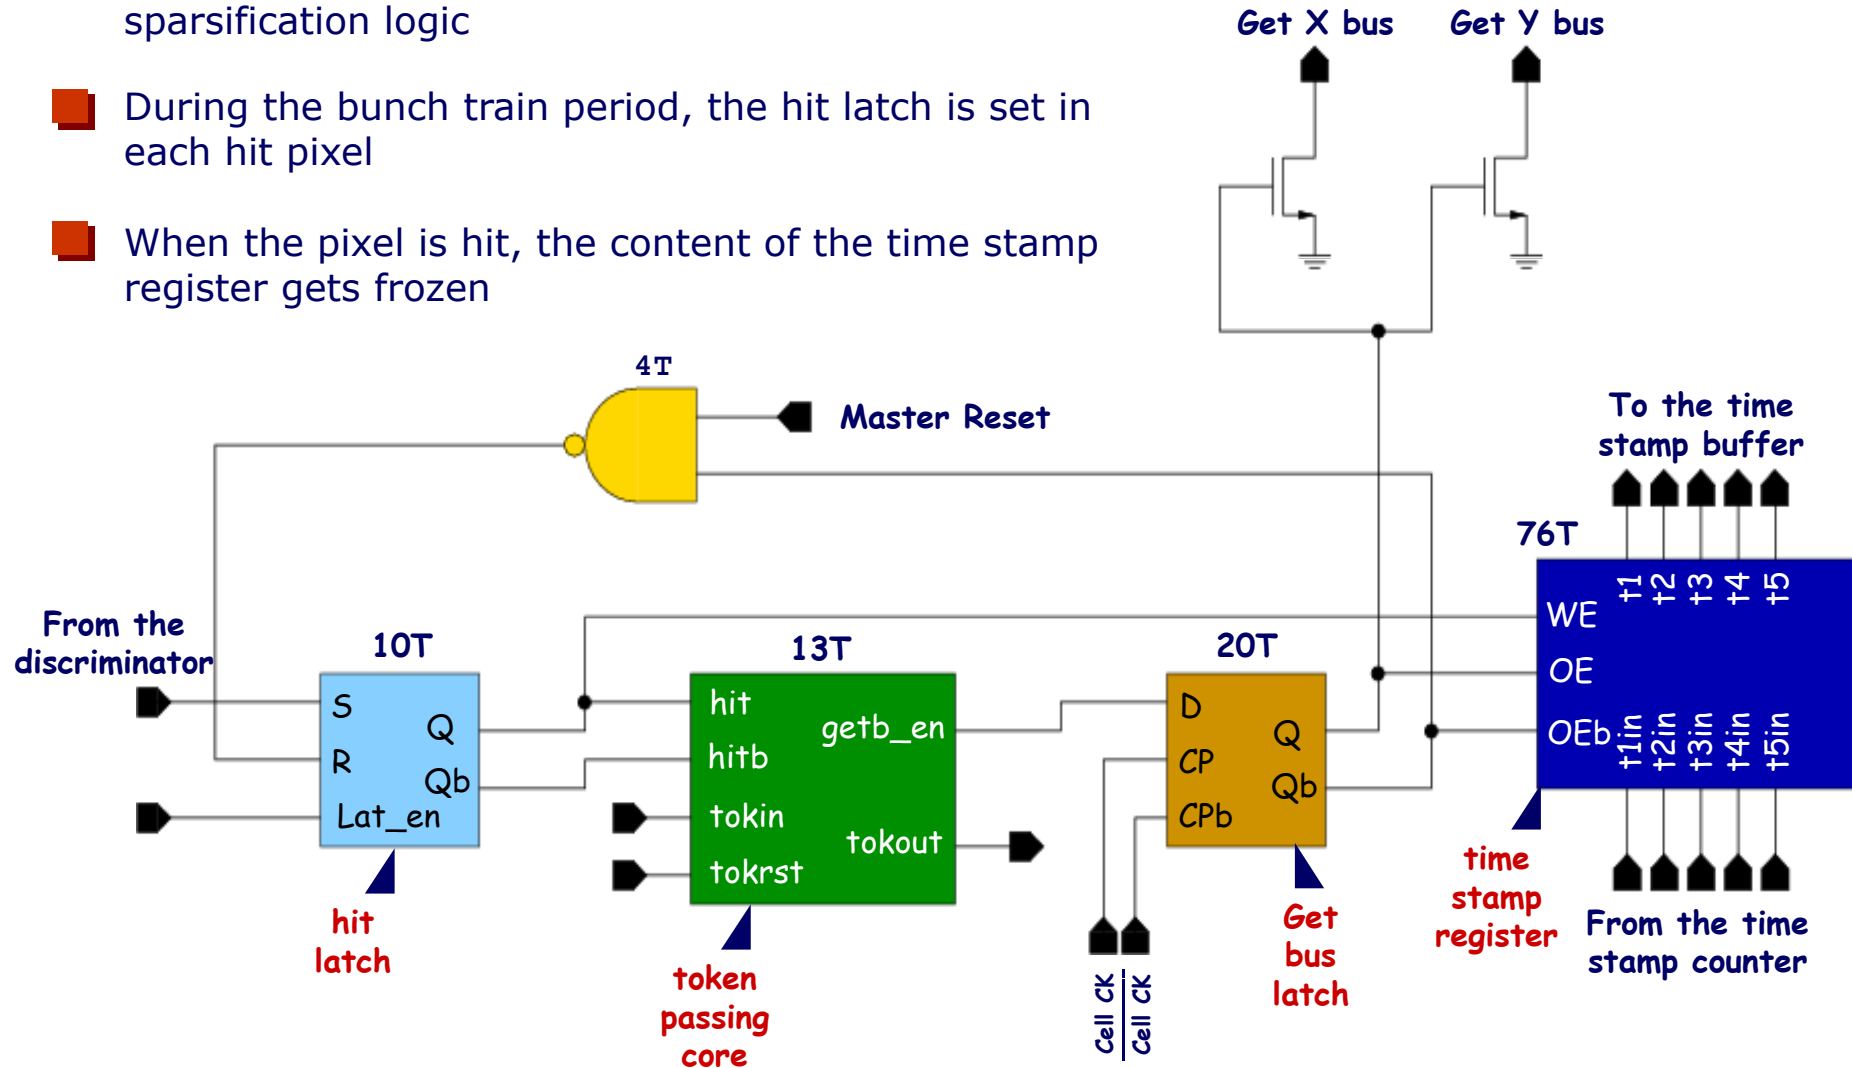 sparsification logic
During the bunch train period, the hit latch is set in
each hit pixel
When the pixel is hit, the content of the time stamp
register gets frozen
Get X bus
Get Y bus
4T
Master Reset
To the time
stamp buffer
76T
t1 t2 t3 t4 t5
WE
OE
OEb
t1in t2in t3in t4in t5in
From the
discriminator
10T
S
R
Q
Qb
Lat_en
13T
hit
hitb
getb_en
tokin
tokout
tokrst
20T
D
CP
CPb
Q
Qb
hit
latch
token
passing
core
Cell CK
Cell CK
Get
bus
latch
time
stamp
register
From the time
stamp counter